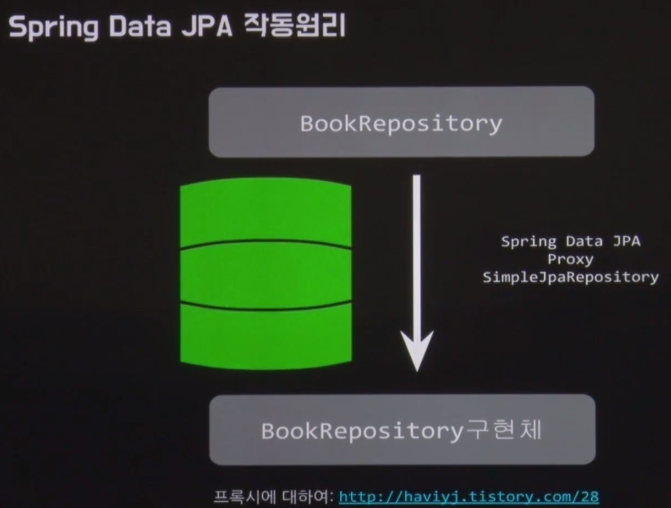 Spring Data JPA 작동원리
BookRepository
Spring Data JPA
Proxy
SimpleJpaRepository
BookRepository구현체
프록시에 대하여: http://haviyj.tistory.com/28